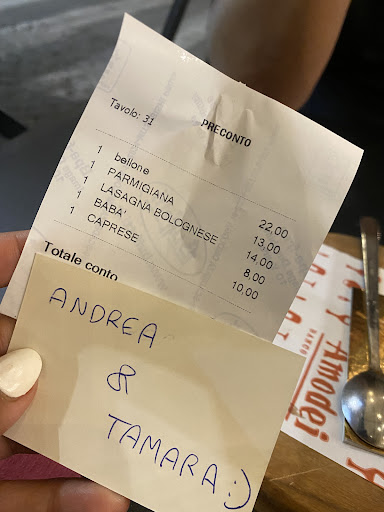 PRECONTO
Tavolo: 31
1 bellone 22,00
1 PARMIGIANA 13,00
1 LASAGNA BOLOGNESE 14,00
1 BABA' 8,00
1 CAPRESE 10,00
Totale conto
ANDREA
&
TAMARA :)
Amodei